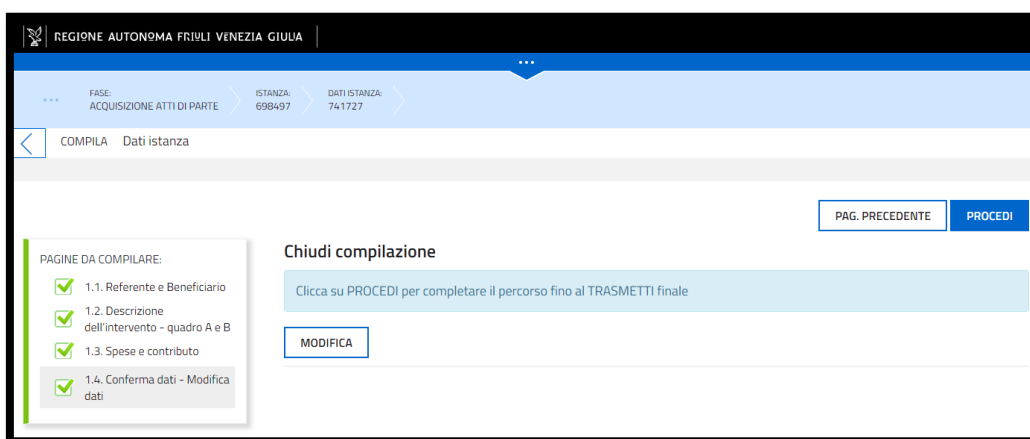 REGIONE AUTONOMA FRIULI VENEZIA GIULIA
...
...
FASE:
ACQUISIZIONE ATTI DI PARTE
ISTANZA:
698497
DATI ISTANZA:
741727
COMPILA Dati istanza
PAG. PRECEDENTE
PROCEDI
PAGINE DA COMPILARE:
1.1. Referente e Beneficiario
1.2. Descrizione
dell'intervento - quadro A e B
1.3. Spese e contributo
1.4. Conferma dati - Modifica
dati
Chiudi compilazione
Clicca su PROCEDI per completare il percorso fino al TRASMETTI finale
MODIFICA